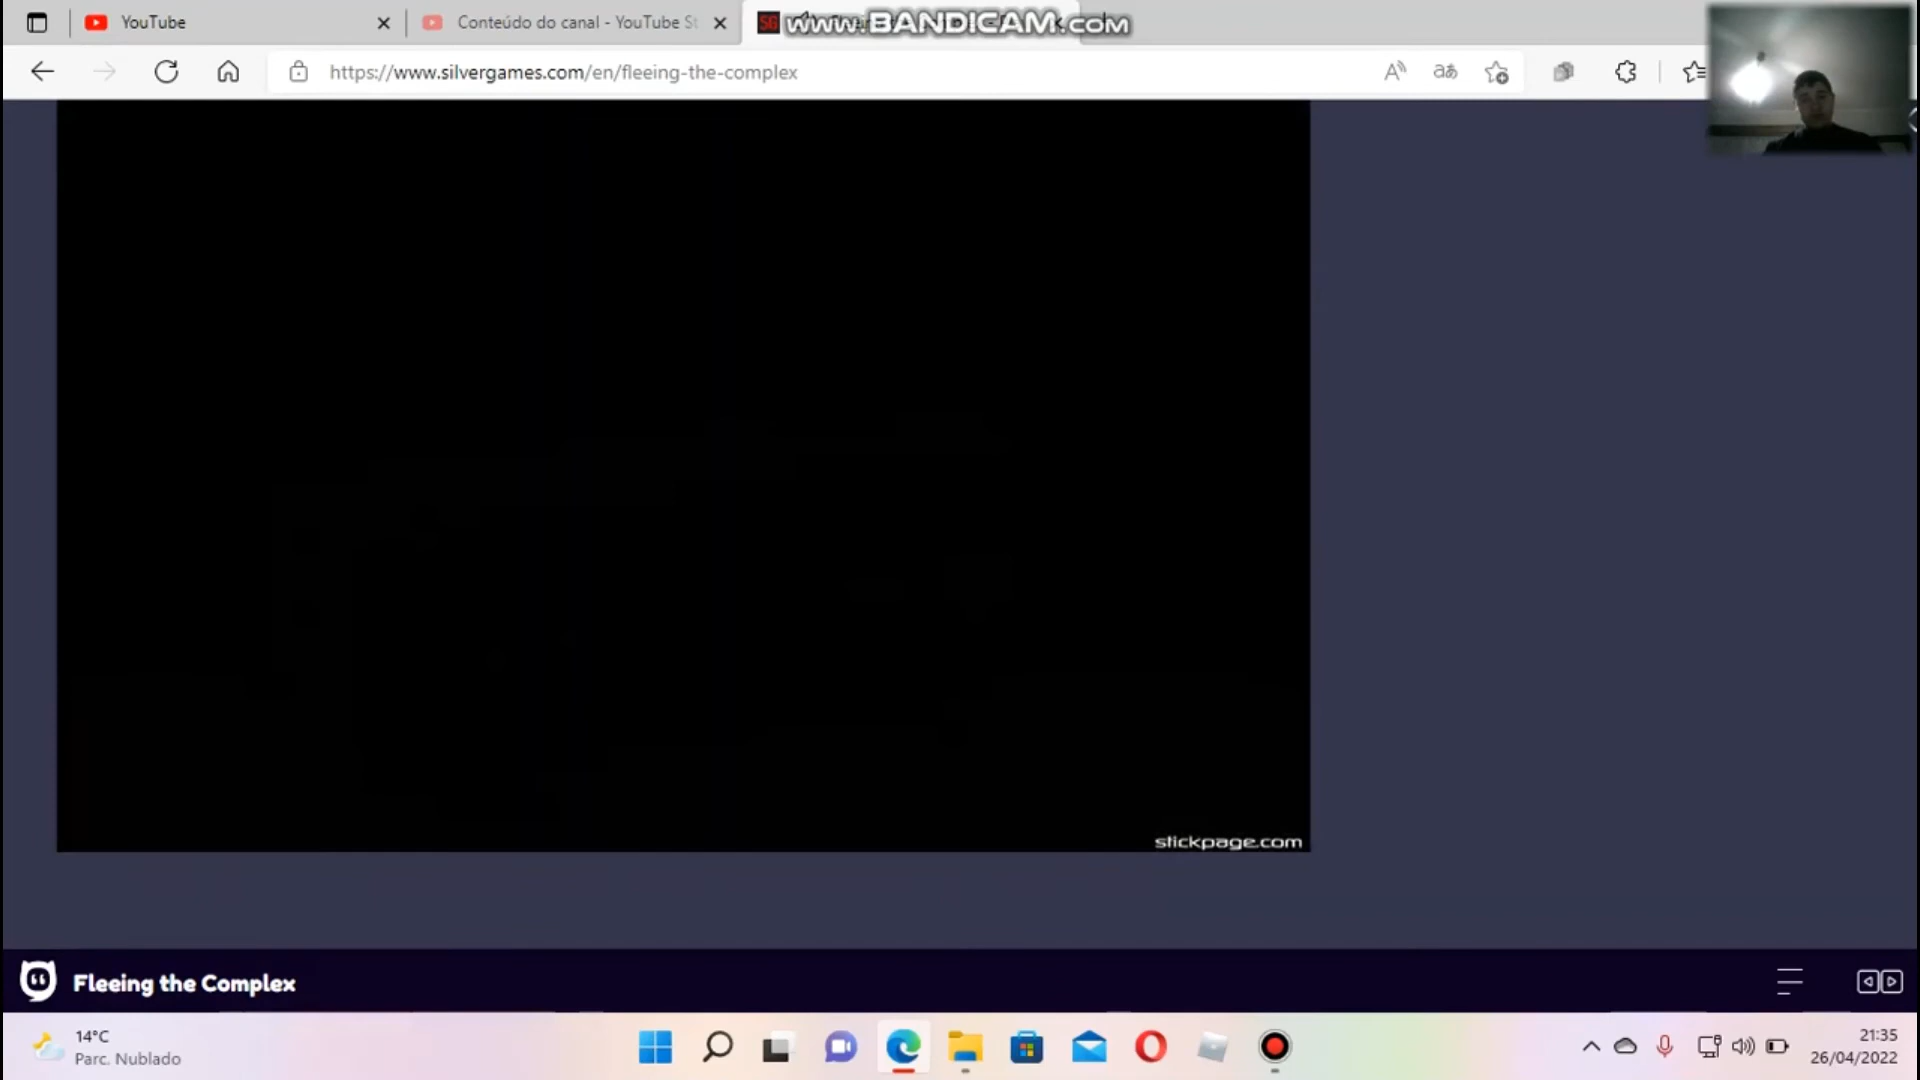 YouTube
Conteúdo do canal - YouTube St
www.BANDICAM.com
https://www.silvergames.com/en/fleeing-the-complex
stickpage.com
Fleeing the Complex
14°C
Parc. Nublado
21:35
26/04/2022